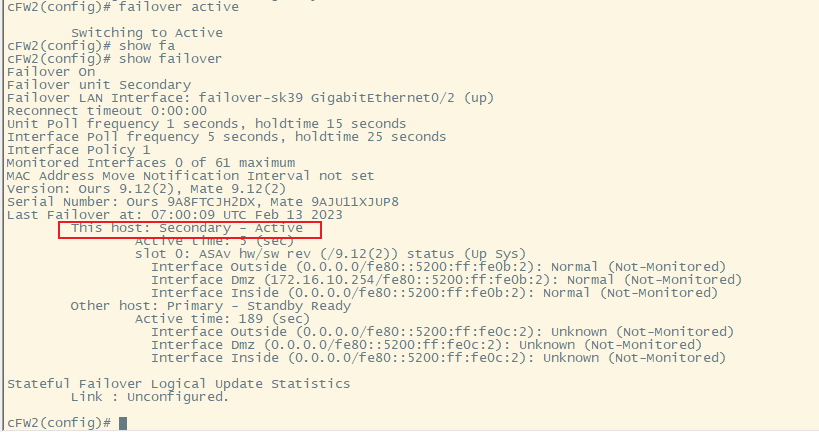 cFW2(config)# failover active
Switching to Active
cFW2(config)# show fa
cFW2(config)# show failover
Failover On
Failover unit Secondary
Failover LAN Interface: failover-sk39 GigabitEthernet0/2 (up)
Reconnect timeout 0:00:00
Unit Poll frequency 1 seconds, holdtime 15 seconds
Interface Poll frequency 5 seconds, holdtime 25 seconds
Interface Policy 1
Monitored Interfaces 0 of 61 maximum
MAC Address Move Notification Interval not set
Version: Ours 9.12(2), Mate 9.12(2)
Serial Number: Ours 9A8FTCJH2DX, Mate 9AJU11XJUP8
Last Failover at: 07:00:09 UTC Feb 13 2023
This host: Secondary - Active
Active time: 5 (sec)
slot 0: ASAv hw/sw rev (/9.12(2)) status (Up Sys)
Interface Outside (0.0.0.0/fe80::5200:ff:fe0b:2): Normal (Not-Monitored)
Interface Dmz (172.16.10.254/fe80::5200:ff:fe0b:2): Normal (Not-Monitored)
Interface Inside (0.0.0.0/fe80::5200:ff:fe0b:2): Normal (Not-Monitored)
Other host: Primary - Standby Ready
Active time: 189 (sec)
Interface Outside (0.0.0.0/fe80::5200:ff:fe0c:2): Unknown (Not-Monitored)
Interface Dmz (0.0.0.0/fe80::5200:ff:fe0c:2): Unknown (Not-Monitored)
Interface Inside (0.0.0.0/fe80::5200:ff:fe0c:2): Unknown (Not-Monitored)
Stateful Failover Logical Update Statistics
Link : Unconfigured.
cFW2(config)#